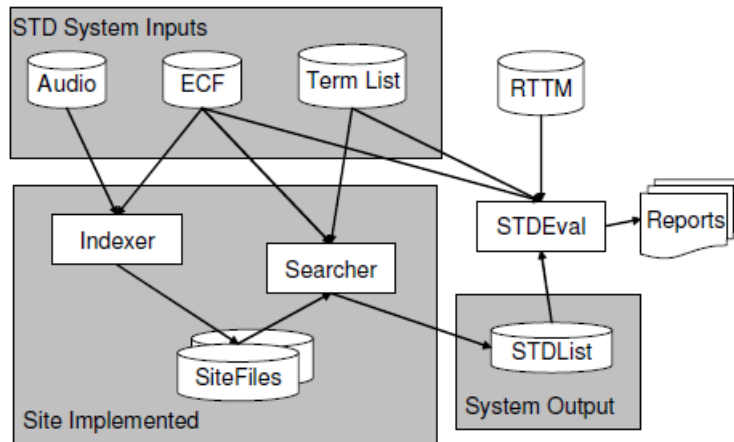 STD System Inputs
Audio
ECF
Term List
RTTM
Indexer
Searcher
STDEval
Reports
SiteFiles
STDList
Site Implemented
System Output